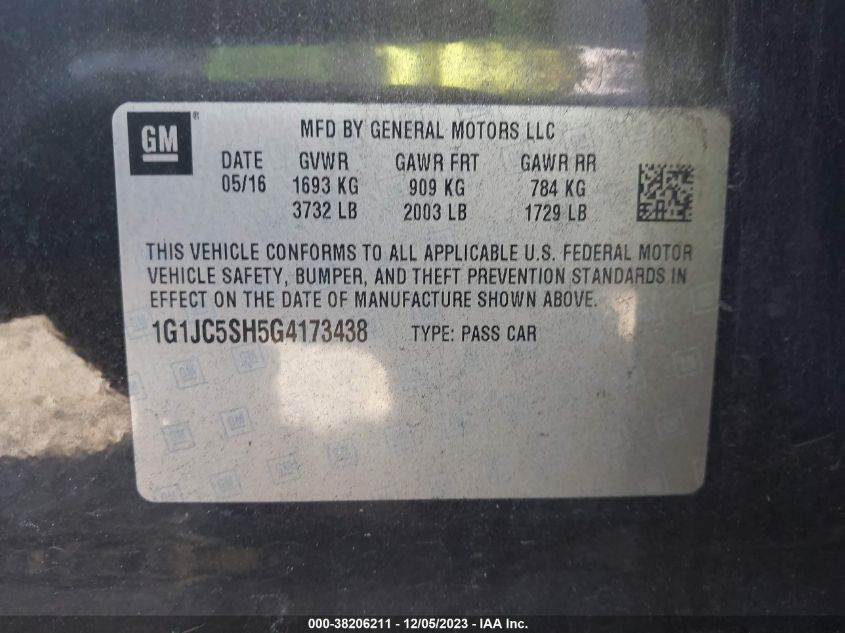 GM®
MFD BY GENERAL MOTORS LLC
DATE GVWR GAWR FRT GAWR RR
05/16 1693 KG 909 KG 784 KG
3732 LB 2003 LB 1729 LB
THIS VEHICLE CONFORMS TO ALL APPLICABLE U.S. FEDERAL MOTOR
VEHICLE SAFETY, BUMPER, AND THEFT PREVENTION STANDARDS IN
EFFECT ON THE DATE OF MANUFACTURE SHOWN ABOVE.
1G1JC5SH5G4173438 TYPE: PASS CAR
000-38206211 - 12/05/2023 - IAA Inc.